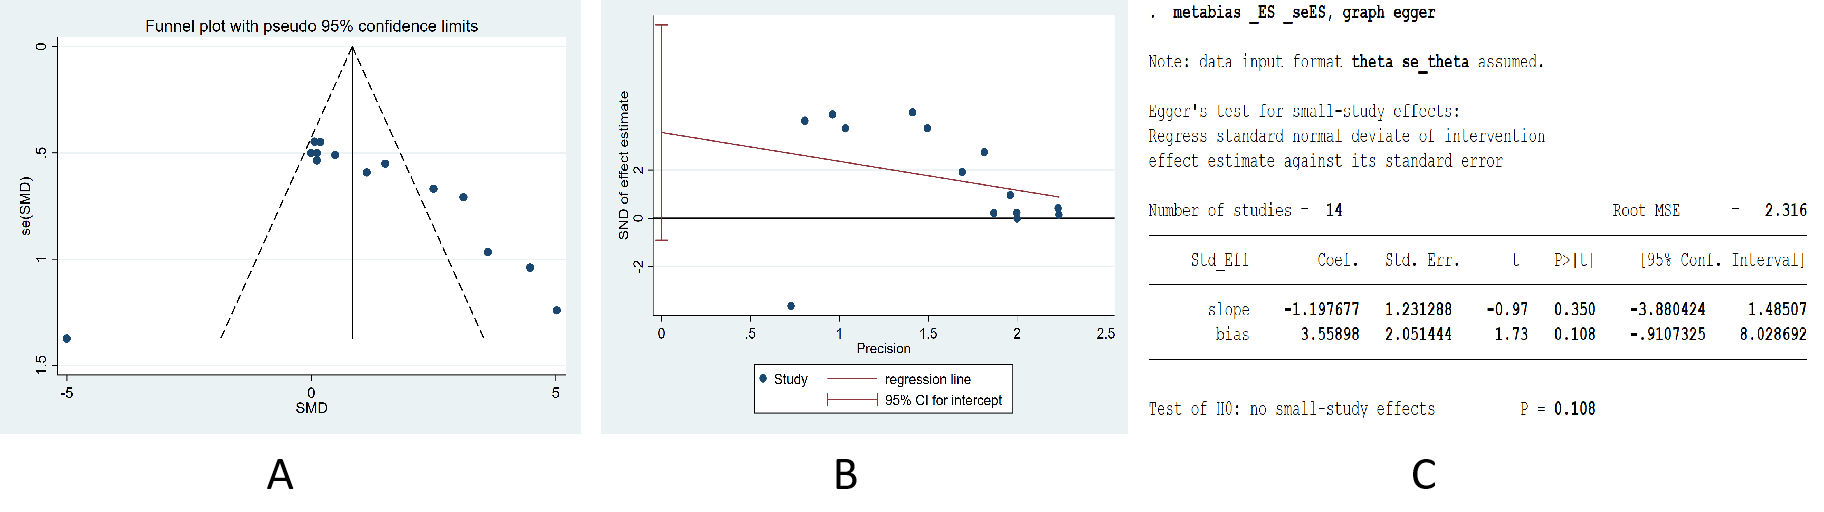 Funnel plot with pseudo 95% confidence limits
0
.5
1
1.5
se(SMD)
-5
0
5
SMD
A
SND of effect estimate
2
0
-2
0
.5
1
1.5
2
2.5
Precision
Study
regression line
95% CI for intercept
B
. metabias _ES _seES, graph egger
Note: data input format theta se_theta assumed.
Egger's test for small-study effects:
Regress standard normal deviate of intervention
effect estimate against its standard error
Number of studies = 14 Root MSE = 2.316
Std_Eff Coef. Std. Err. t P>|t| [95% Conf. Interval]
slope -1.197677 1.231288 -0.97 0.350 -3.880424 1.48507
bias 3.55898 2.051444 1.73 0.108 -.9107325 8.028692
Test of H0: no small-study effects P = 0.108
C